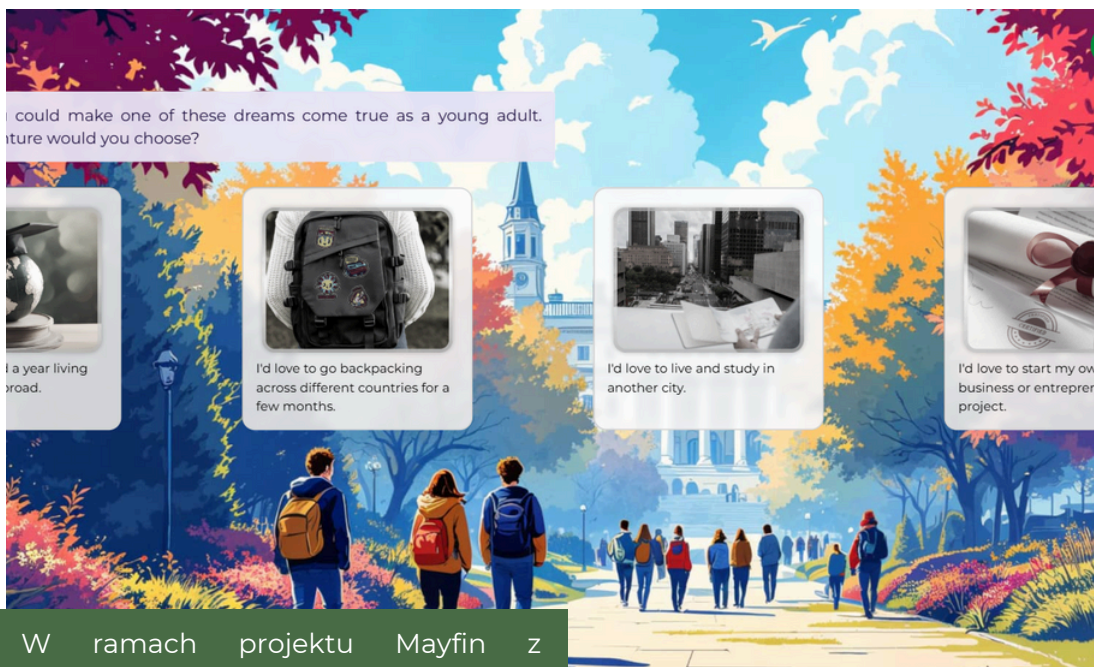 could make one of these dreams come true as a young adult.
nture would you choose?
d a year living
road.
I'd love to go backpacking
across different countries for a
few months.
I'd love to live and study in
another city.
I'd love to start my ow
business or entrepren
project.
CERTIFIED
W ramach projektu Mayfin z